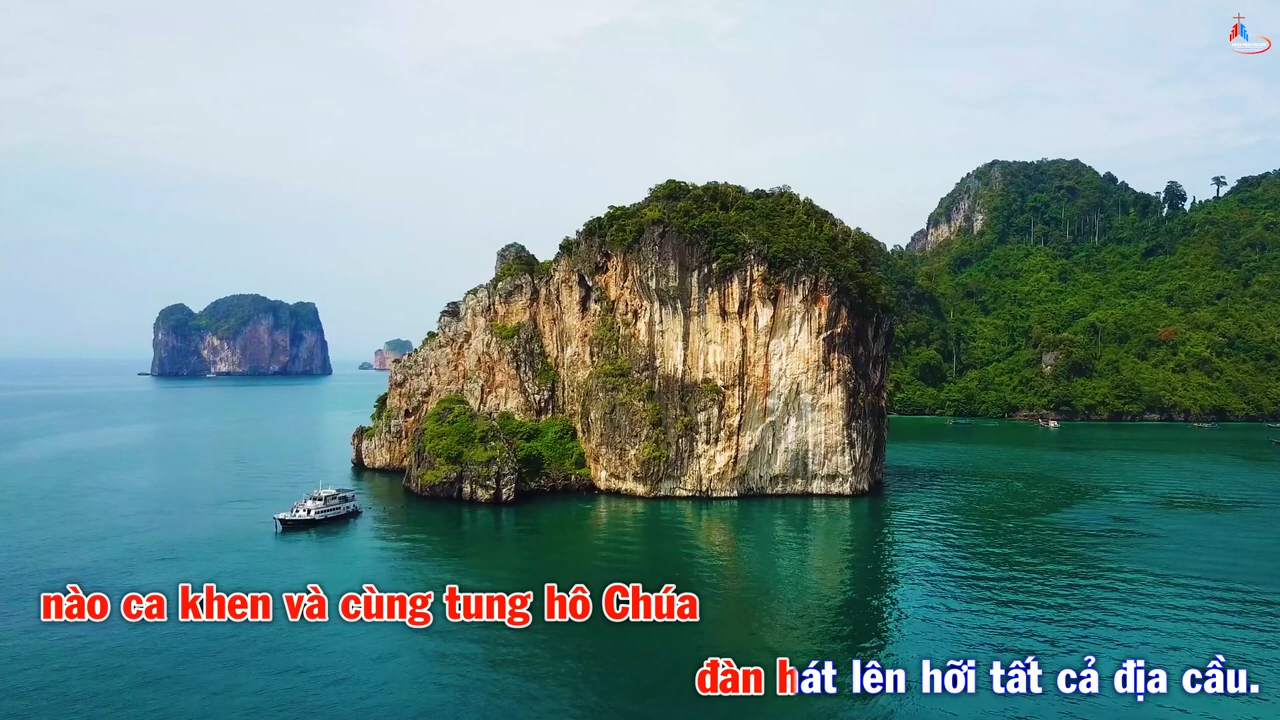 nào ca khen và cùng tung hô Chúa
đàn hát lên hỡi tất cả địa cầu.